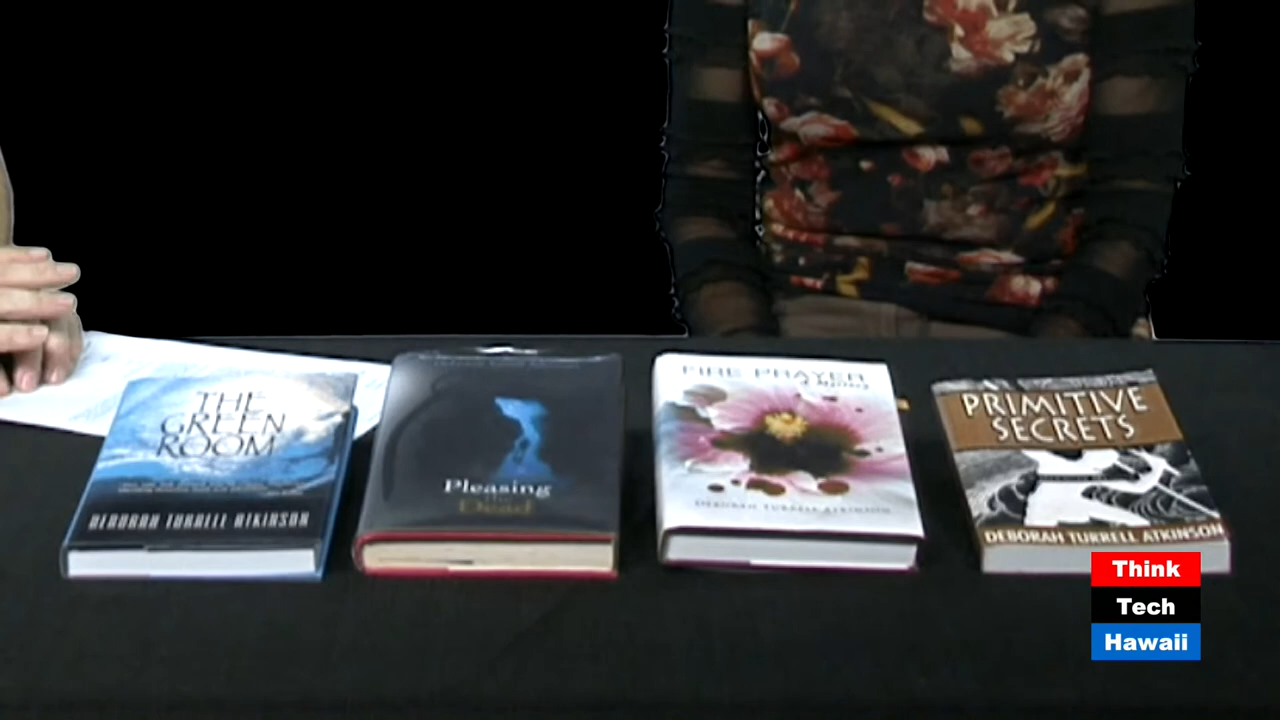 THE
GREEN
ROOM
DEBORAH TURRELL ATKINSON
Pleasing
Dead
FIRE PRAYER
A Mystery
DEBORAH TURRELL ATKINSON
PRIMITIVE
SECRETS
DEBORAH TURRELL ATKINSON
Think
Tech
Hawaii